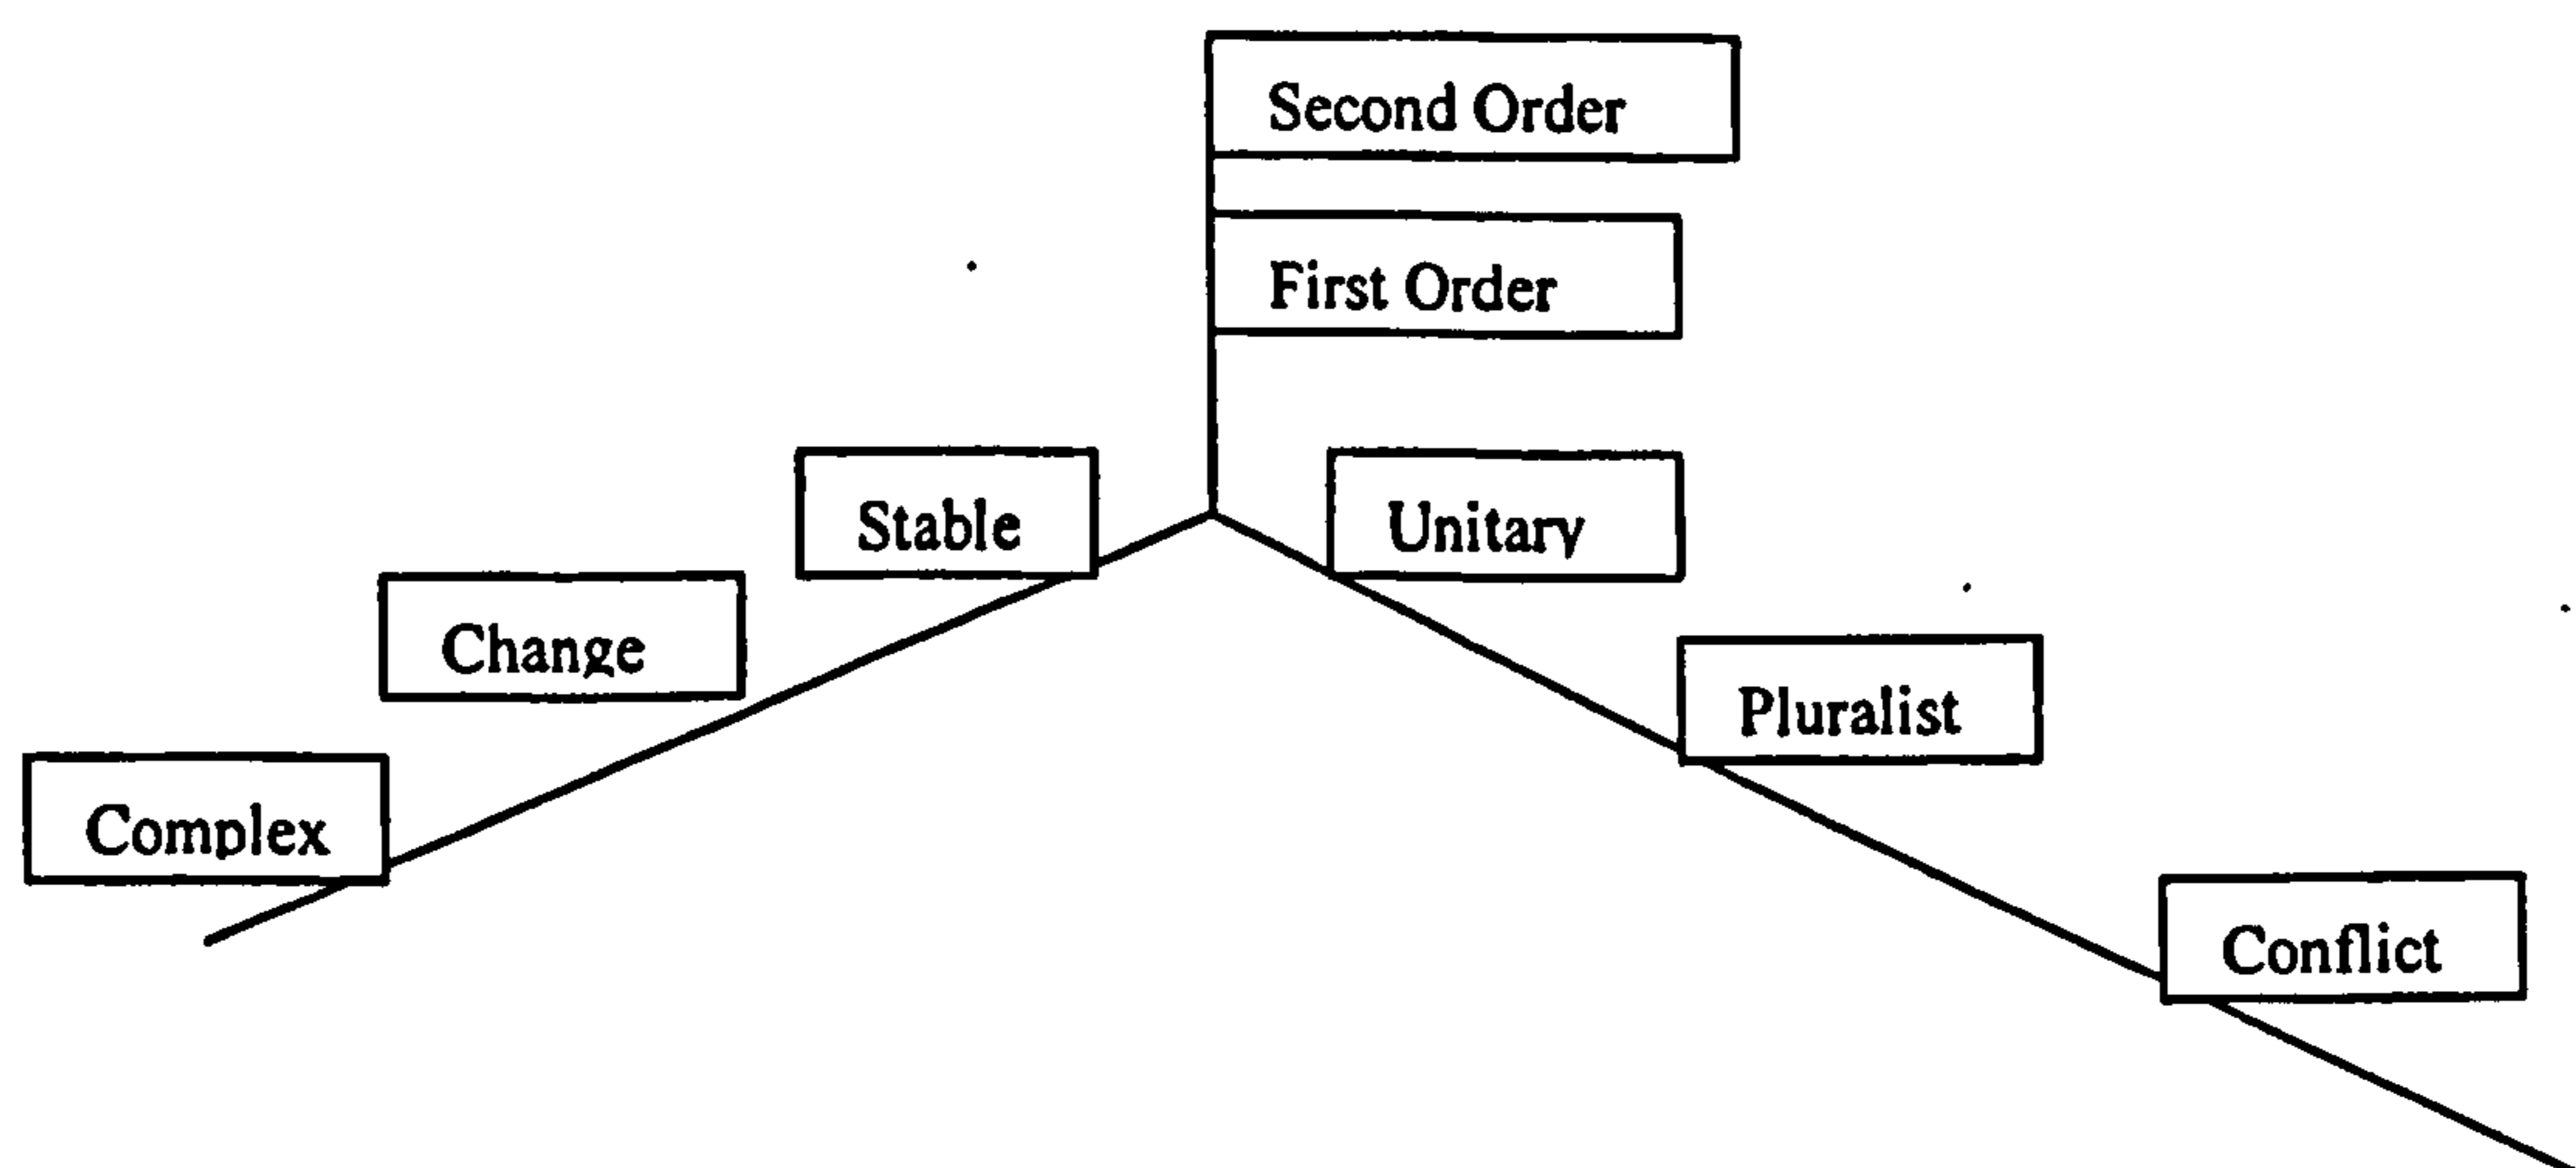 Second Order
First Order
Stable
Unitary
Change
Pluralist
Complex
Conflict